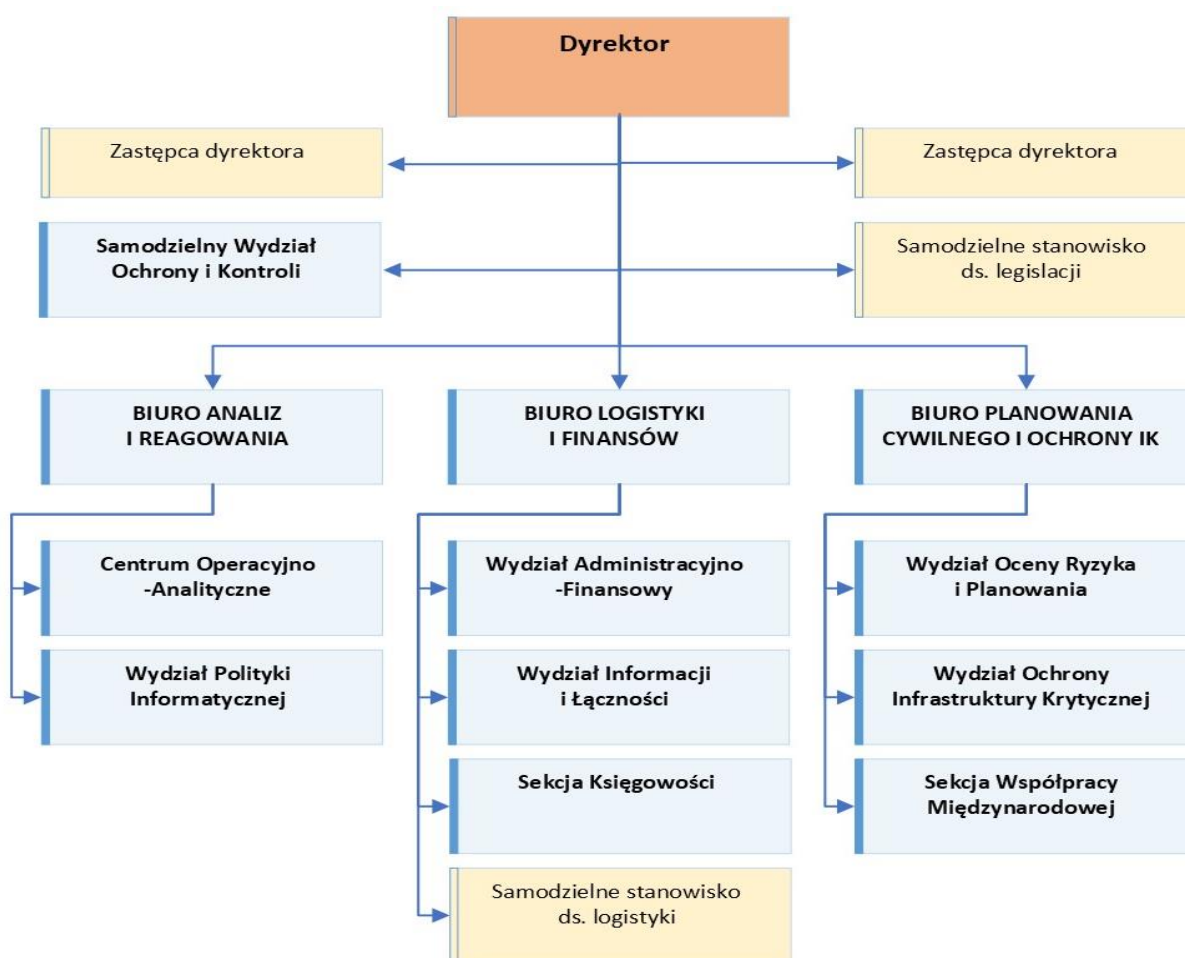 Dyrektor
Zastępca dyrektora
Zastępca dyrektora
Samodzielny Wydział
Ochrony i Kontroli
Samodzielne stanowisko
ds. legislacji
BIURO ANALIZ
I REAGOWANIA
BIURO LOGISTYKI
I FINANSÓW
BIURO PLANOWANIA
CYWILNEGO I OCHRONY IK
Centrum Operacyjno
-Analityczne
Wydział Polityki
Informatycznej
Wydział Administracyjno
-Finansowy
Wydział Informacji
i Łączności
Sekcja Księgowości
Samodzielne stanowisko
ds. logistyki
Wydział Oceny Ryzyka
i Planowania
Wydział Ochrony
Infrastruktury Krytycznej
Sekcja Współpracy
Międzynarodowej